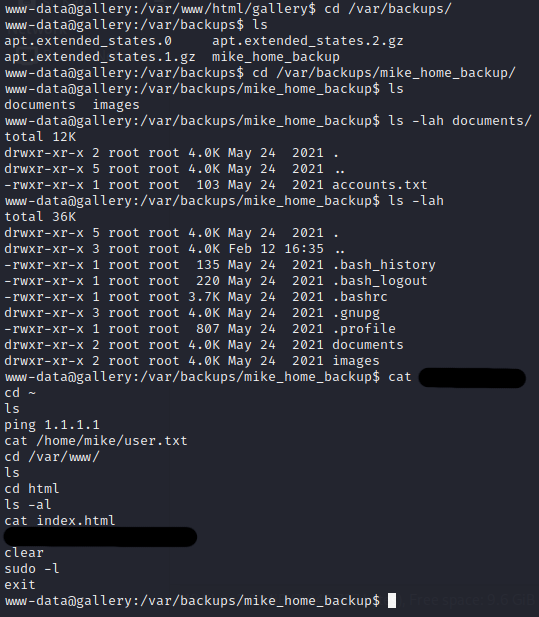 www-data@gallery:/var/www/html/gallery$ cd /var/backups/
www-data@gallery:/var/backups$ ls
apt.extended_states.0     apt.extended_states.2.gz
apt.extended_states.1.gz  mike_home_backup
www-data@gallery:/var/backups$ cd /var/backups/mike_home_backup/
www-data@gallery:/var/backups/mike_home_backup$ ls
documents  images
www-data@gallery:/var/backups/mike_home_backup$ ls -lah documents/
total 12K
drwxr-xr-x 2 root root 4.0K May 24  2021 .
drwxr-xr-x 5 root root 4.0K May 24  2021 ..
-rwxr-xr-x 1 root root  103 May 24  2021 accounts.txt
www-data@gallery:/var/backups/mike_home_backup$ ls -lah
total 36K
drwxr-xr-x 5 root root 4.0K May 24  2021 .
drwxr-xr-x 3 root root 4.0K Feb 12 16:35 ..
-rwxr-xr-x 1 root root  135 May 24  2021 .bash_history
-rwxr-xr-x 1 root root  220 May 24  2021 .bash_logout
-rwxr-xr-x 1 root root 3.7K May 24  2021 .bashrc
drwxr-xr-x 3 root root 4.0K May 24  2021 .gnupg
-rwxr-xr-x 1 root root  807 May 24  2021 .profile
drwxr-xr-x 2 root root 4.0K May 24  2021 documents
drwxr-xr-x 2 root root 4.0K May 24  2021 images
www-data@gallery:/var/backups/mike_home_backup$ cat
cd ~
ls
ping 1.1.1.1
cat /home/mike/user.txt
cd /var/www/
ls
cd html
ls -al
cat index.html
clear
sudo -l
exit
www-data@gallery:/var/backups/mike_home_backup$